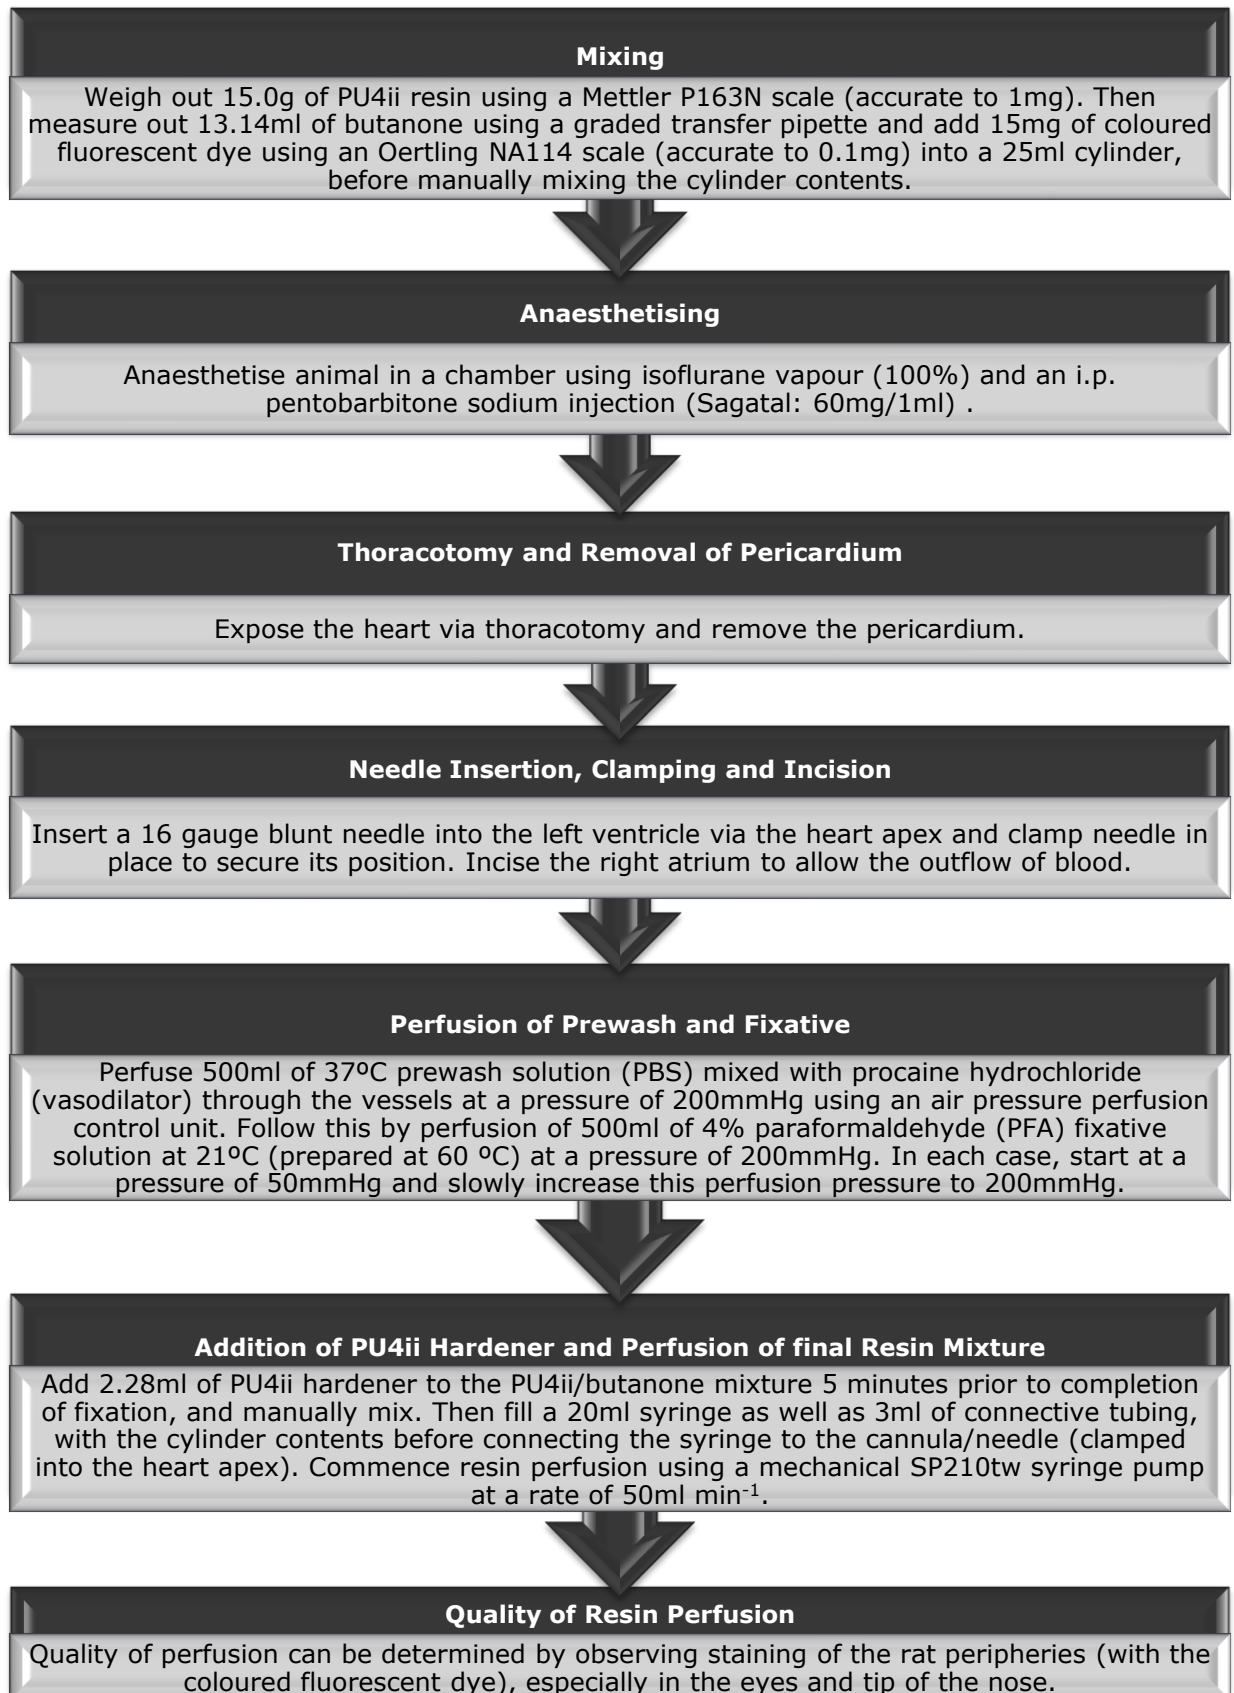 Mixing
Weigh out 15.0g of PU4ii resin using a Mettler P163N scale (accurate to 1mg). Then
measure out 13.14ml of butanone using a graded transfer pipette and add 15mg of coloured
fluorescent dye using an Oertling NA114 scale (accurate to 0.1mg) into a 25ml cylinder,
before manually mixing the cylinder contents.
Anaesthetising
Anaesthetise animal in a chamber using isoflurane vapour (100%) and an i.p.
pentobarbitone sodium injection (Sagatal: 60mg/1ml) .
Thoracotomy and Removal of Pericardium
Expose the heart via thoracotomy and remove the pericardium.
Needle Insertion, Clamping and Incision
Insert a 16 gauge blunt needle into the left ventricle via the heart apex and clamp needle in
place to secure its position. Incise the right atrium to allow the outflow of blood.
Perfusion of Prewash and Fixative
Perfuse 500ml of 37ºC prewash solution (PBS) mixed with procaine hydrochloride
(vasodilator) through the vessels at a pressure of 200mmHg using an air pressure perfusion
control unit. Follow this by perfusion of 500ml of 4% paraformaldehyde (PFA) fixative
solution at 21ºC (prepared at 60 ºC) at a pressure of 200mmHg. In each case, start at a
pressure of 50mmHg and slowly increase this perfusion pressure to 200mmHg.
Addition of PU4ii Hardener and Perfusion of final Resin Mixture
Add 2.28ml of PU4ii hardener to the PU4ii/butanone mixture 5 minutes prior to completion
of fixation, and manually mix. Then fill a 20ml syringe as well as 3ml of connective tubing,
with the cylinder contents before connecting the syringe to the cannula/needle (clamped
into the heart apex). Commence resin perfusion using a mechanical SP210tw syringe pump
at a rate of 50ml min⁻¹.
Quality of Resin Perfusion
Quality of perfusion can be determined by observing staining of the rat peripheries (with the
coloured fluorescent dye), especially in the eyes and tip of the nose.